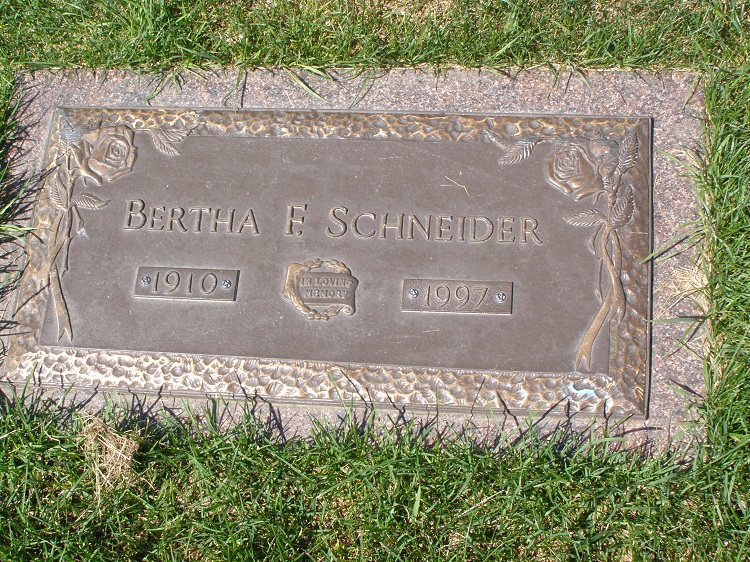 BERTHA F. SCHNEIDER
1910
IN LOVING
MEMORY
1997